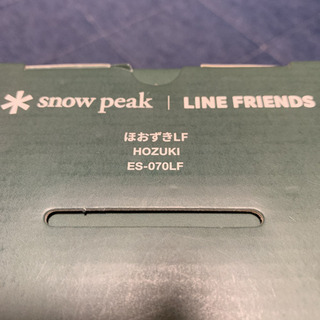 snow peak | LINE FRIENDS
ほおずきLF
HOZUKI
ES-070LF